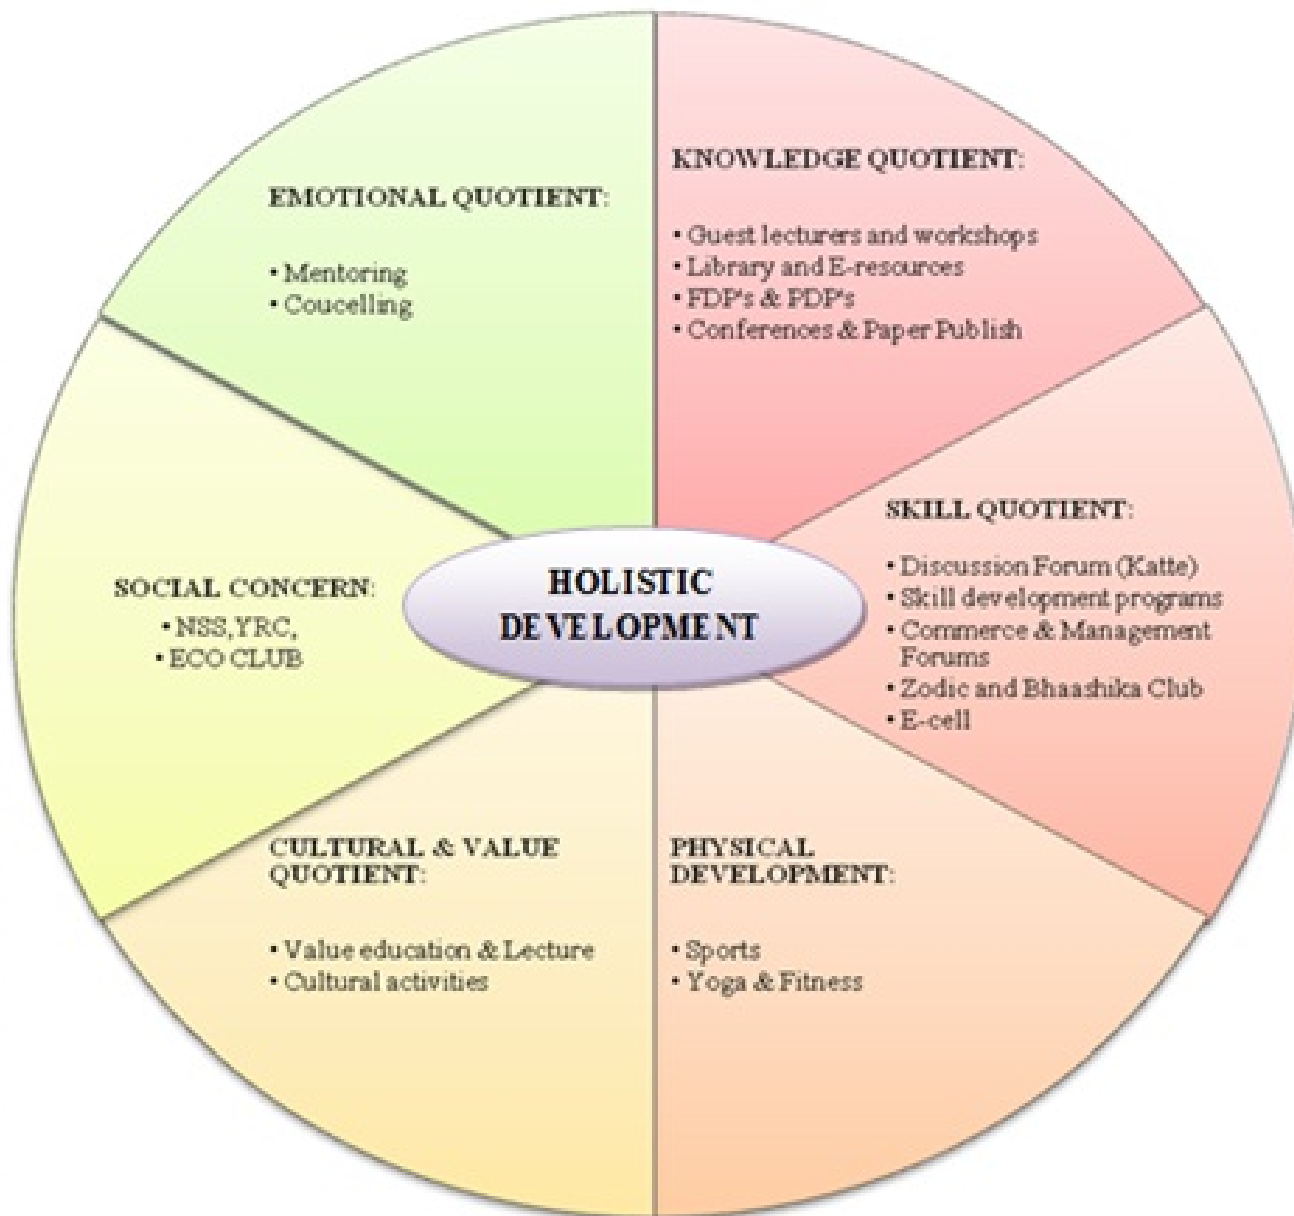 KNOWLEDGE QUOTIENT:
• Guest lecturers and workshops
• Library and E-resources
• FDP's & PDP's
• Conferences & Paper Publish
SKILL QUOTIENT:
• Discussion Forum (Katte)
• Skill development programs
• Commerce & Management
Forums
• Zodic and Bhaashika Club
• E-cell
PHYSICAL
DEVELOPMENT:
• Sports
• Yoga & Fitness
CULTURAL & VALUE
QUOTIENT:
• Value education & Lecture
• Cultural activities
SOCIAL CONCERN:
• NSS,YRC,
• ECO CLUB
EMOTIONAL QUOTIENT:
• Mentoring
• Coucelling
HOLISTIC
DEVELOPMENT